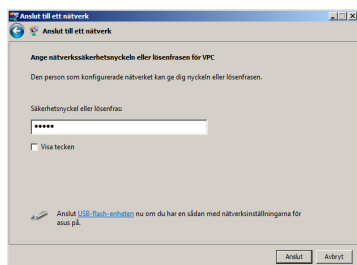 Anslut till ett nätverk
Anslut till ett nätverk
Ange nätverkssäkerhetsnyckeln eller lösenfrasen för VPC
Den person som konfigurerade nätverket kan ge dig nyckeln eller lösenfrasen.
Säkerhetsnyckel eller lösenfras:
•••••
Visa tecken
Anslut USB-flash-enheten nu om du har en sådan med nätverksinställningarna för
asus på.
Anslut Avbryt